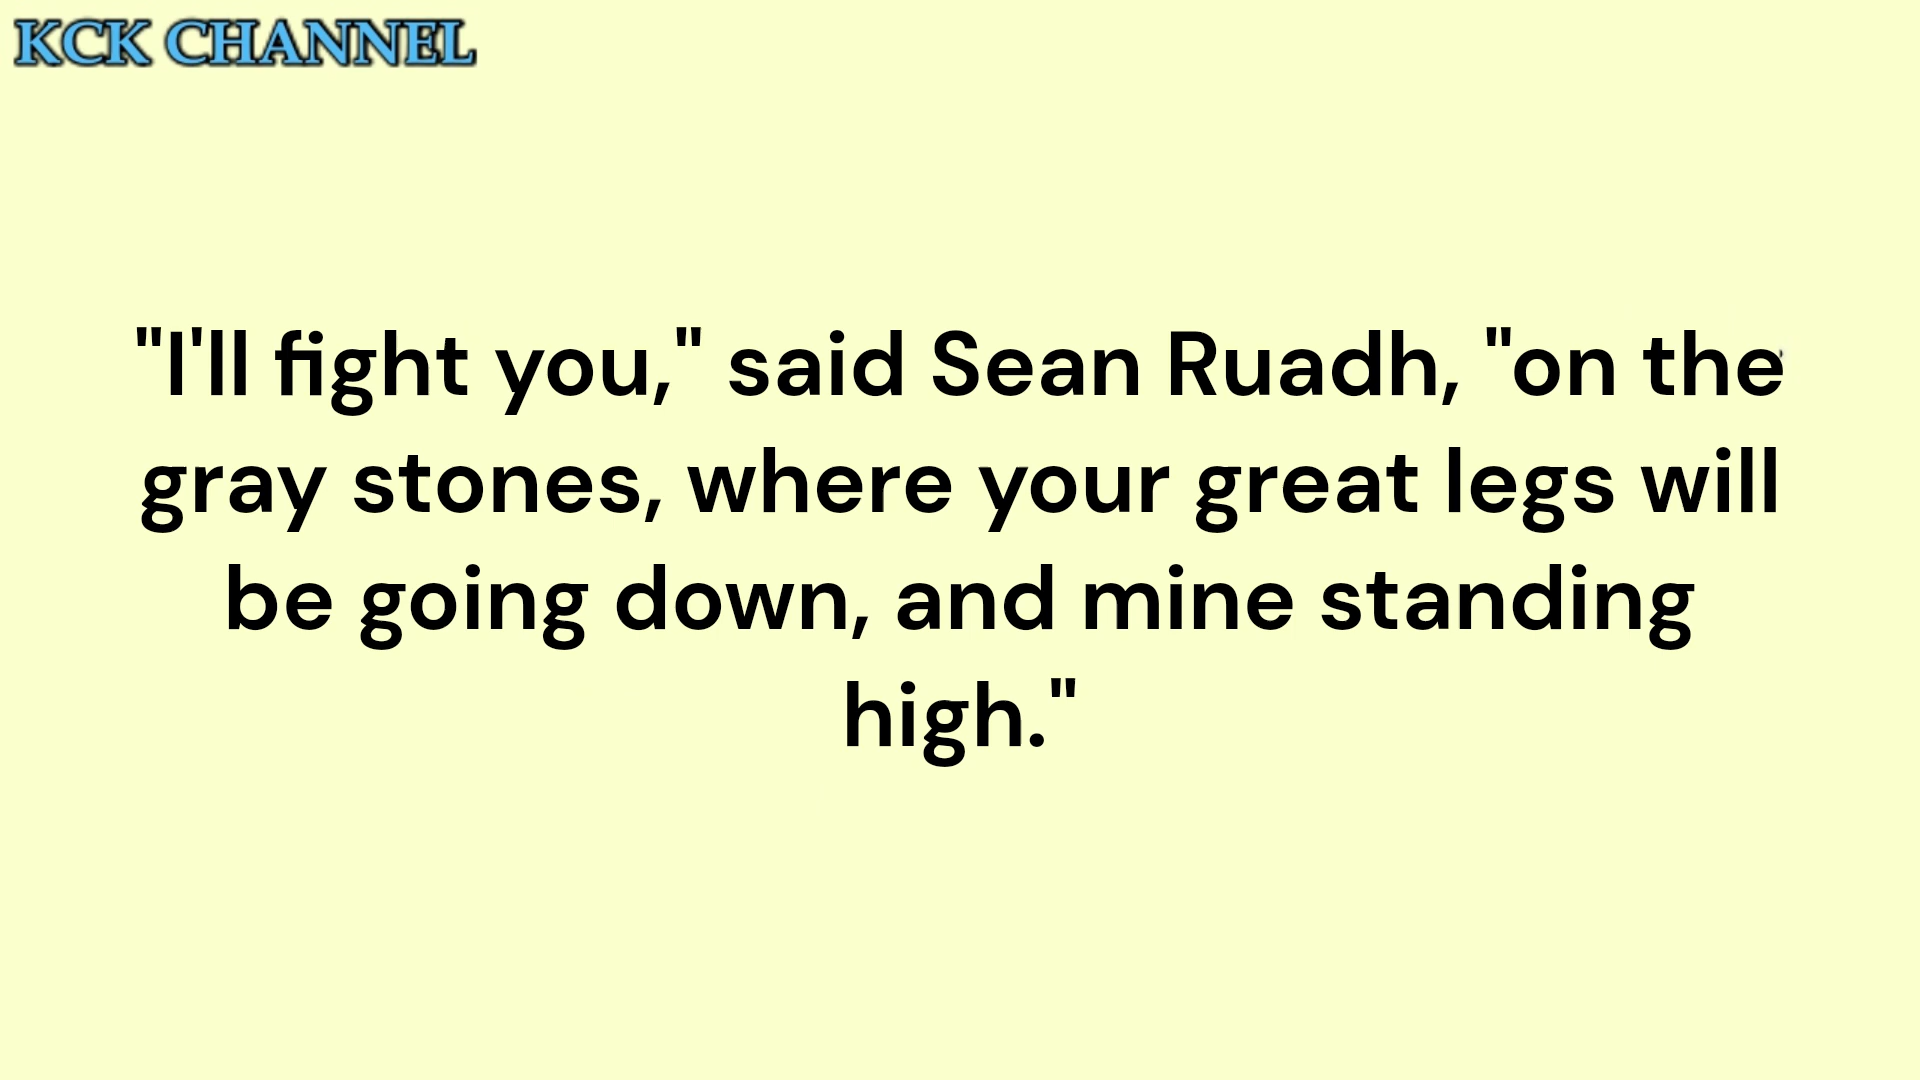 KCK CHANNEL
"I'll fight you," said Sean Ruadh, "on the
gray stones, where your great legs will
be going down, and mine standing
high."